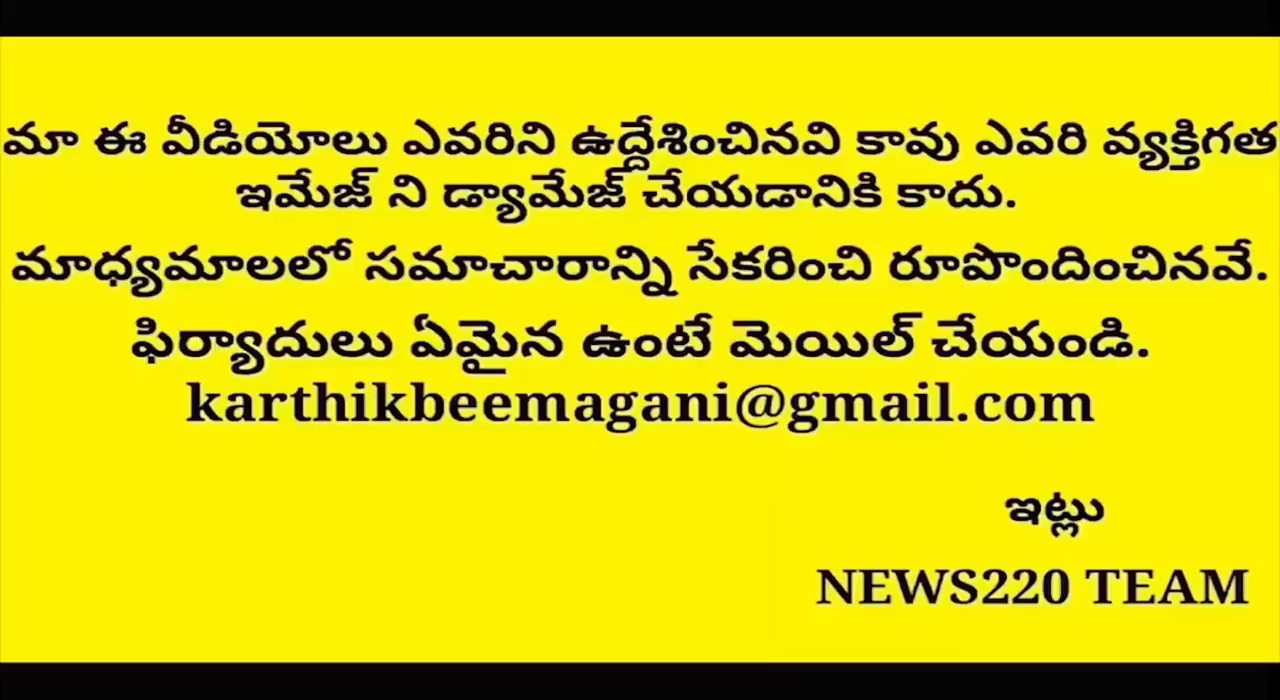 మా ఈ వీడియోలు ఎవరిని ఉద్దేశించినవి కావు ఎవరి వ్యక్తిగత
ఇమేజ్ ని డ్యామేజ్ చేయడానికి కాదు.
మాధ్యమాలలో సమాచారాన్ని సేకరించి రూపొందించినవే.
ఫిర్యాదులు ఏమైన ఉంటే మెయిల్ చేయండి.
karthikbeemagani@gmail.com
ఇట్లు
NEWS220 TEAM